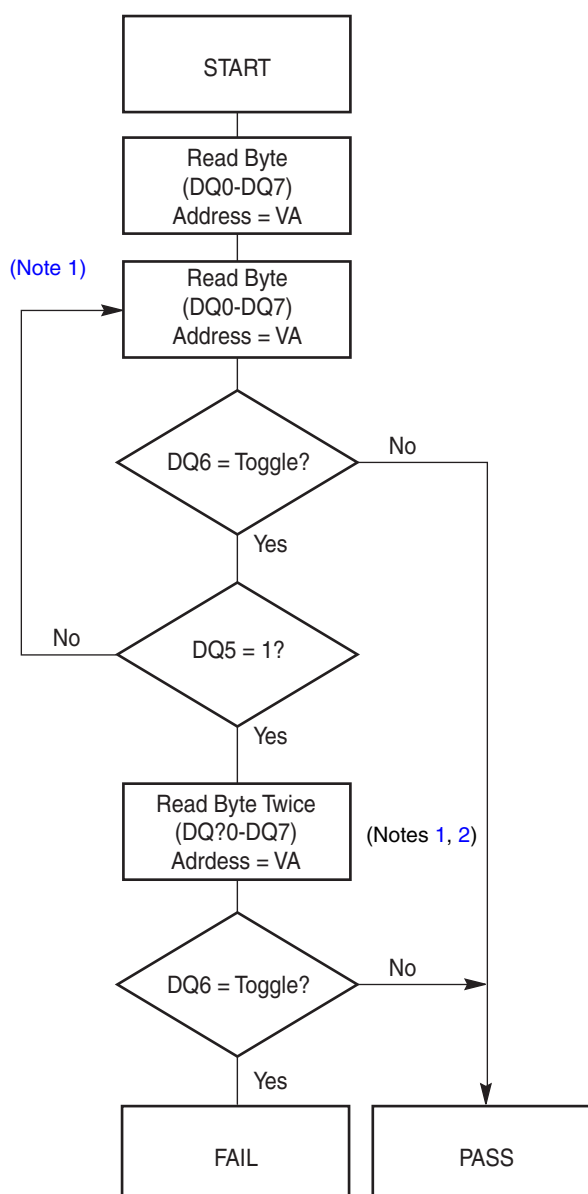 START
Read Byte
(DQ0-DQ7)
Address = VA
(Note 1)
Read Byte
(DQ0-DQ7)
Address = VA
DQ6 = Toggle?
No
Yes
No
DQ5 = 1?
Yes
Read Byte Twice
(DQ?0-DQ7)
Adrdess = VA
(Notes 1, 2)
DQ6 = Toggle?
No
Yes
FAIL
PASS